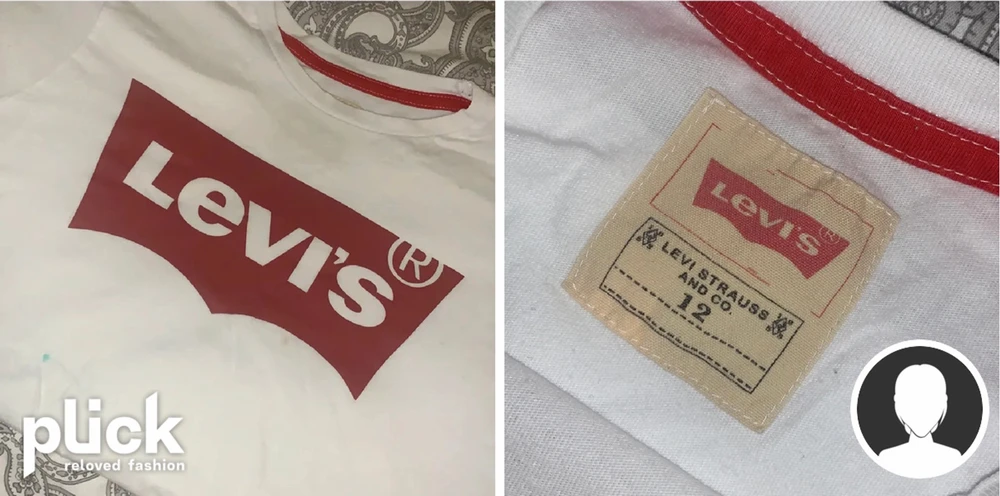 Levi's®
plick
reloved fashion
Levi's®
LEVI STRAUSS
AND CO.
12